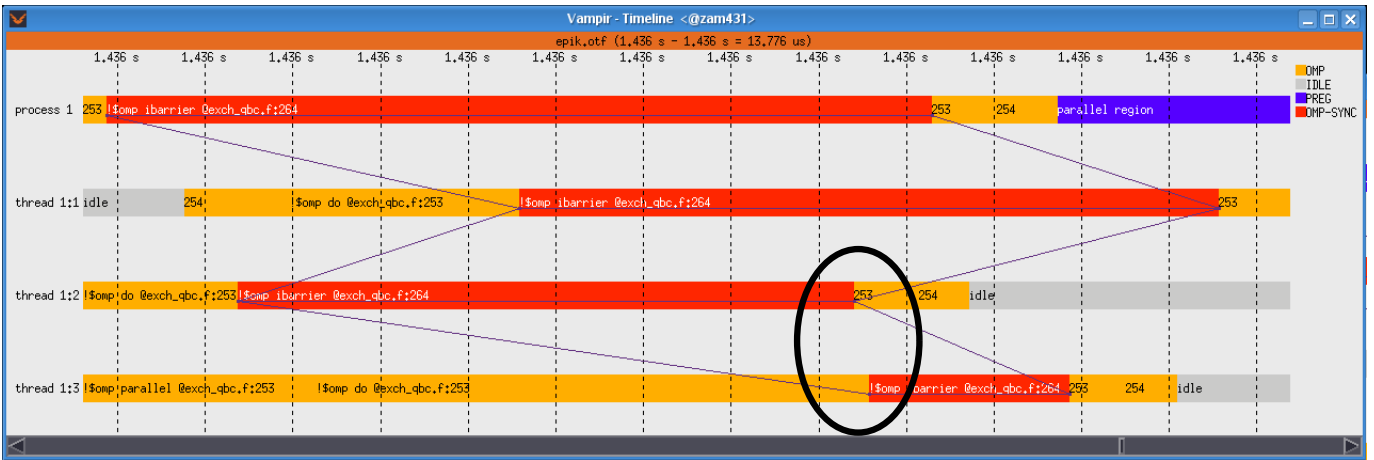 Vampir - Timeline <@zam431>
epik.otf (1.436 s - 1.436 s = 13.776 us)
1.436 s 1.436 s 1.436 s 1.436 s 1.436 s 1.436 s 1.436 s 1.436 s 1.436 s 1.436 s 1.436 s 1.436 s 1.436 s 1.436 s
OMP
IDLE
PREG
OMP-SYNC
process 1 253 !$omp ibarrier @exch_qbc.f:264 253 254 parallel region
thread 1:1 idle 254 !$omp do @exch_qbc.f:253 !$omp ibarrier @exch_qbc.f:264 253
thread 1:2 !$omp do @exch_qbc.f:253 !$omp ibarrier @exch_qbc.f:264 253 254 idle
thread 1:3 !$omp parallel @exch_qbc.f:253 !$omp do @exch_qbc.f:253 !$omp ibarrier @exch_qbc.f:264 253 254 idle